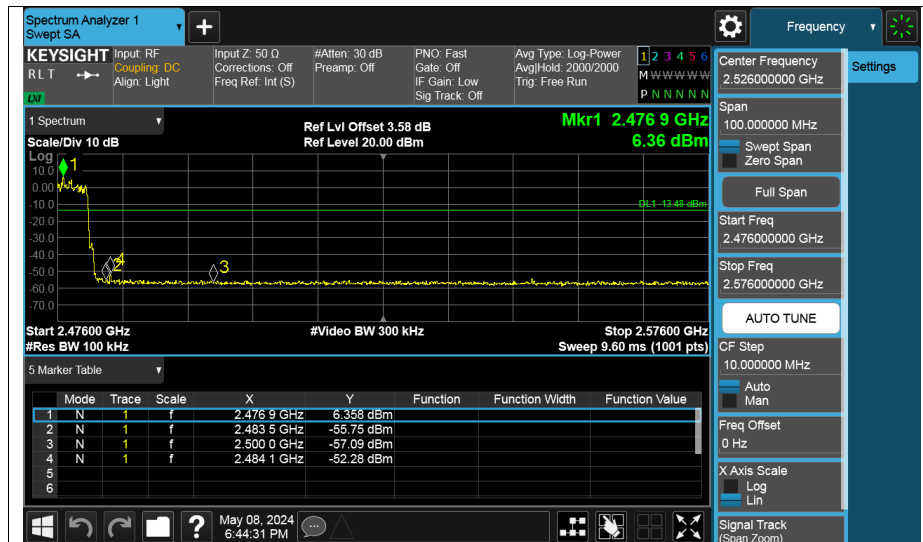 Spectrum Analyzer 1
Swept SA
+
Frequency
KEYSIGHT
R L T
LXI
Input: RF
Coupling: DC
Align: Light
Input Z: 50 Ω
Corrections: Off
Freq Ref: Int (S)
#Atten: 30 dB
Preamp: Off
PNO: Fast
Gate: Off
IF Gain: Low
Sig Track: Off
Avg Type: Log-Power
Avg|Hold: 2000/2000
Trig: Free Run
1 2 3 4 5 6
M W W W W W
P N N N N N
Settings
1 Spectrum
Scale/Div 10 dB
Ref Lvl Offset 3.58 dB
Ref Level 20.00 dBm
Mkr1 2.476 9 GHz
6.36 dBm
Log
10.0
0.00
-10.0
-20.0
-30.0
-40.0
-50.0
-60.0
-70.0
1
2
4
3
DL1 -13.48 dBm
Start 2.47600 GHz
#Video BW 300 kHz
Stop 2.57600 GHz
#Res BW 100 kHz
Sweep 9.60 ms (1001 pts)
5 Marker Table
Mode Trace Scale X Y Function Function Width Function Value
1 N 1 f 2.476 9 GHz 6.358 dBm
2 N 1 f 2.483 5 GHz -55.75 dBm
3 N 1 f 2.500 0 GHz -57.09 dBm
4 N 1 f 2.484 1 GHz -52.28 dBm
5
6
Center Frequency
2.526000000 GHz
Span
100.000000 MHz
Swept Span
Zero Span
Full Span
Start Freq
2.476000000 GHz
Stop Freq
2.576000000 GHz
AUTO TUNE
CF Step
10.000000 MHz
Auto
Man
Freq Offset
0 Hz
X Axis Scale
Log
Lin
Signal Track
(Span Zoom)
?
May 08, 2024
6:44:31 PM